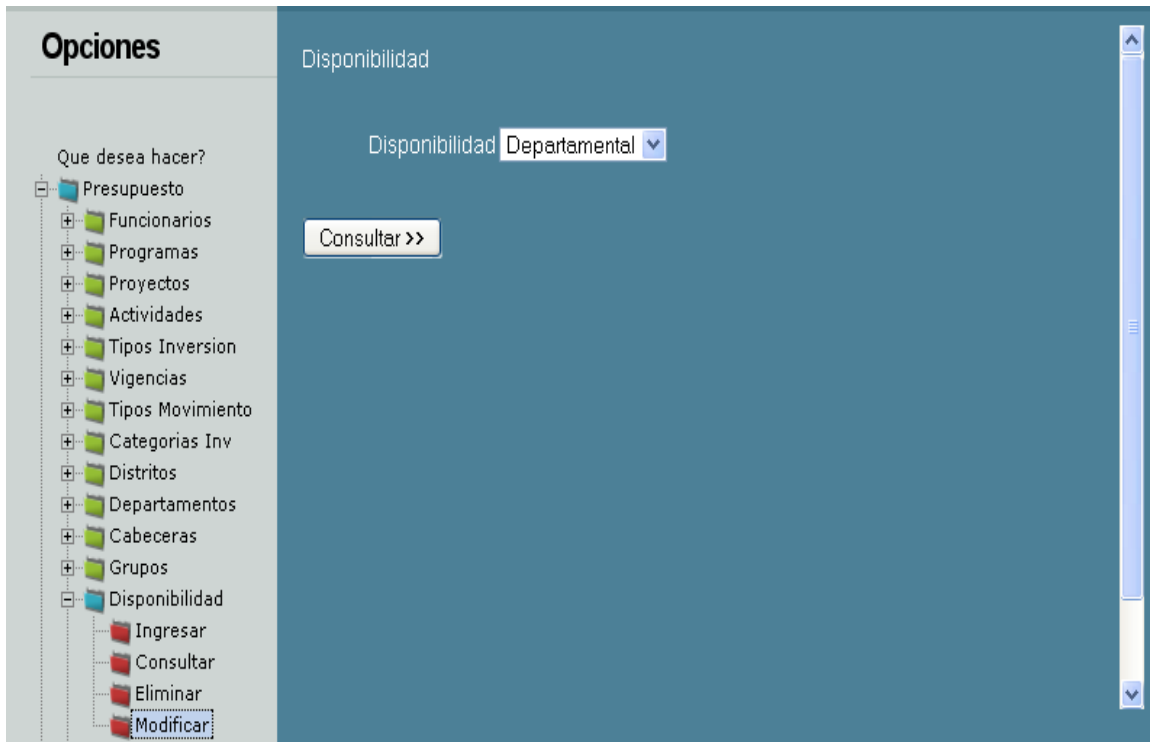 Opciones
Que desea hacer?
Presupuesto
Funcionarios
Programas
Proyectos
Actividades
Tipos Inversion
Vigencias
Tipos Movimiento
Categorias Inv
Distritos
Departamentos
Cabeceras
Grupos
Disponibilidad
Ingresar
Consultar
Eliminar
Modificar
Disponibilidad
Disponibilidad Departamental
Consultar >>